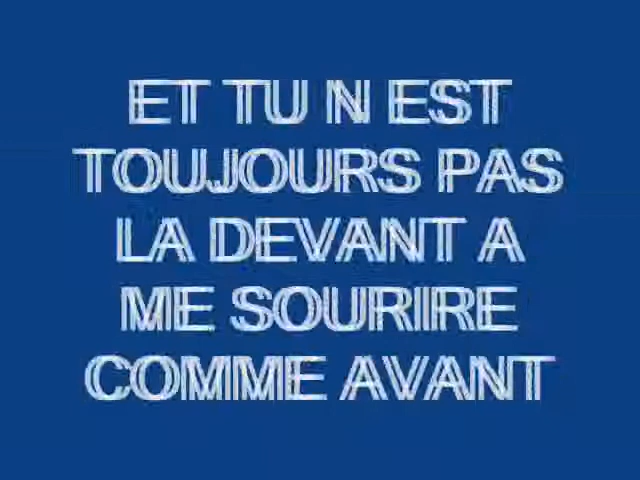 ET TU N EST
TOUJOURS PAS
LA DEVANT A
ME SOURIRE
COMME AVANT